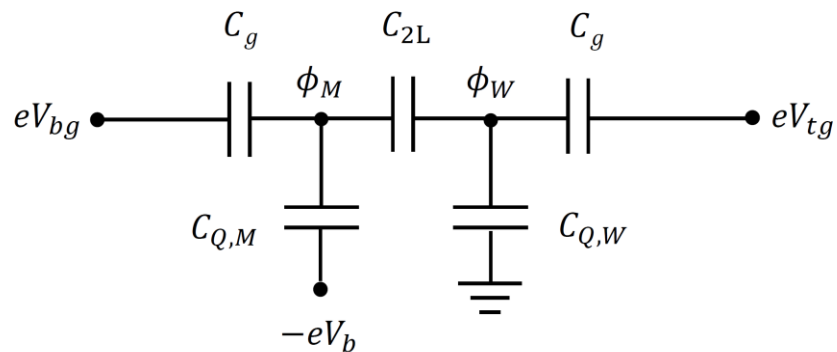 C_g C_2L C_g
ϕ_M ϕ_W
eV_bg eV_tg
C_Q,M C_Q,W
−eV_b